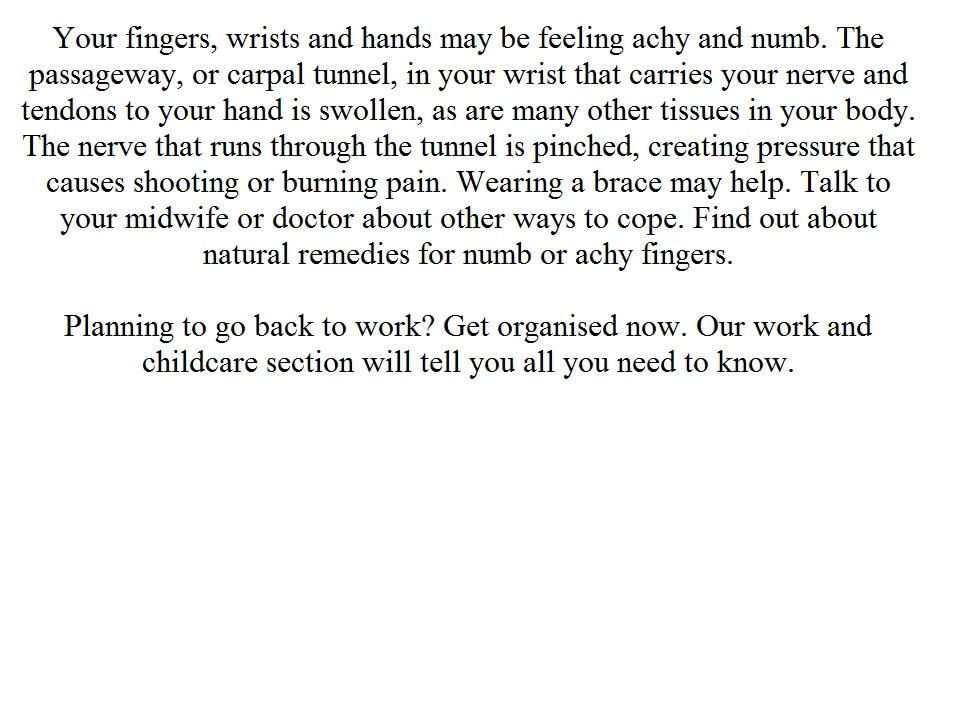 Your fingers, wrists and hands may be feeling achy and numb. The
passageway, or carpal tunnel, in your wrist that carries your nerve and
tendons to your hand is swollen, as are many other tissues in your body.
The nerve that runs through the tunnel is pinched, creating pressure that
causes shooting or burning pain. Wearing a brace may help. Talk to
your midwife or doctor about other ways to cope. Find out about
natural remedies for numb or achy fingers.
Planning to go back to work? Get organised now. Our work and
childcare section will tell you all you need to know.